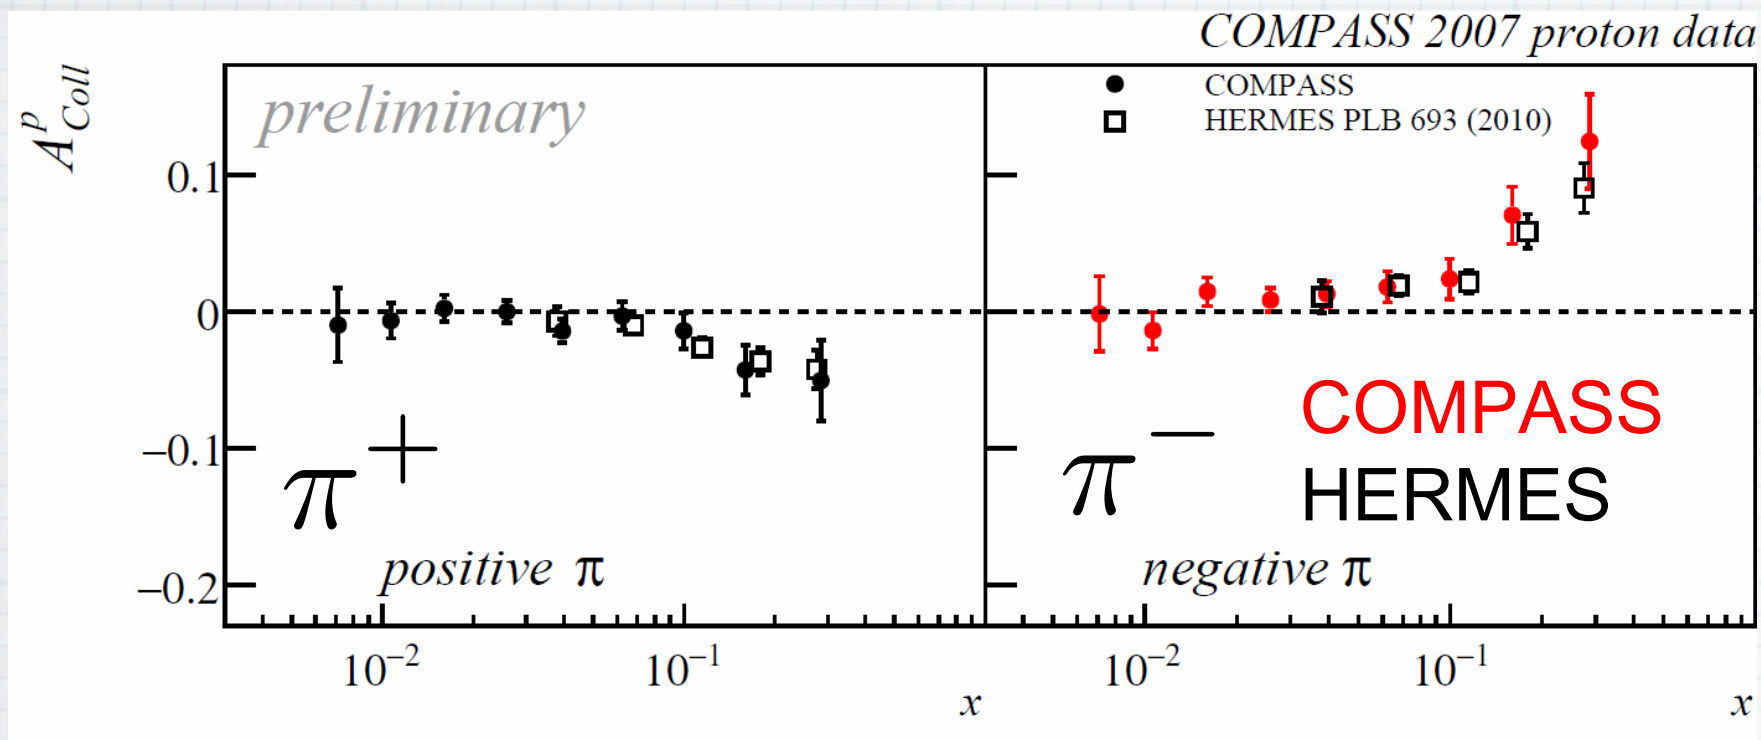 COMPASS 2007 proton data
A^p_Coll
preliminary
COMPASS
HERMES PLB 693 (2010)
0.1
0
−0.1
−0.2
π⁺
π⁻
COMPASS
HERMES
positive π
negative π
10⁻² 10⁻¹ 10⁻² 10⁻¹
x x